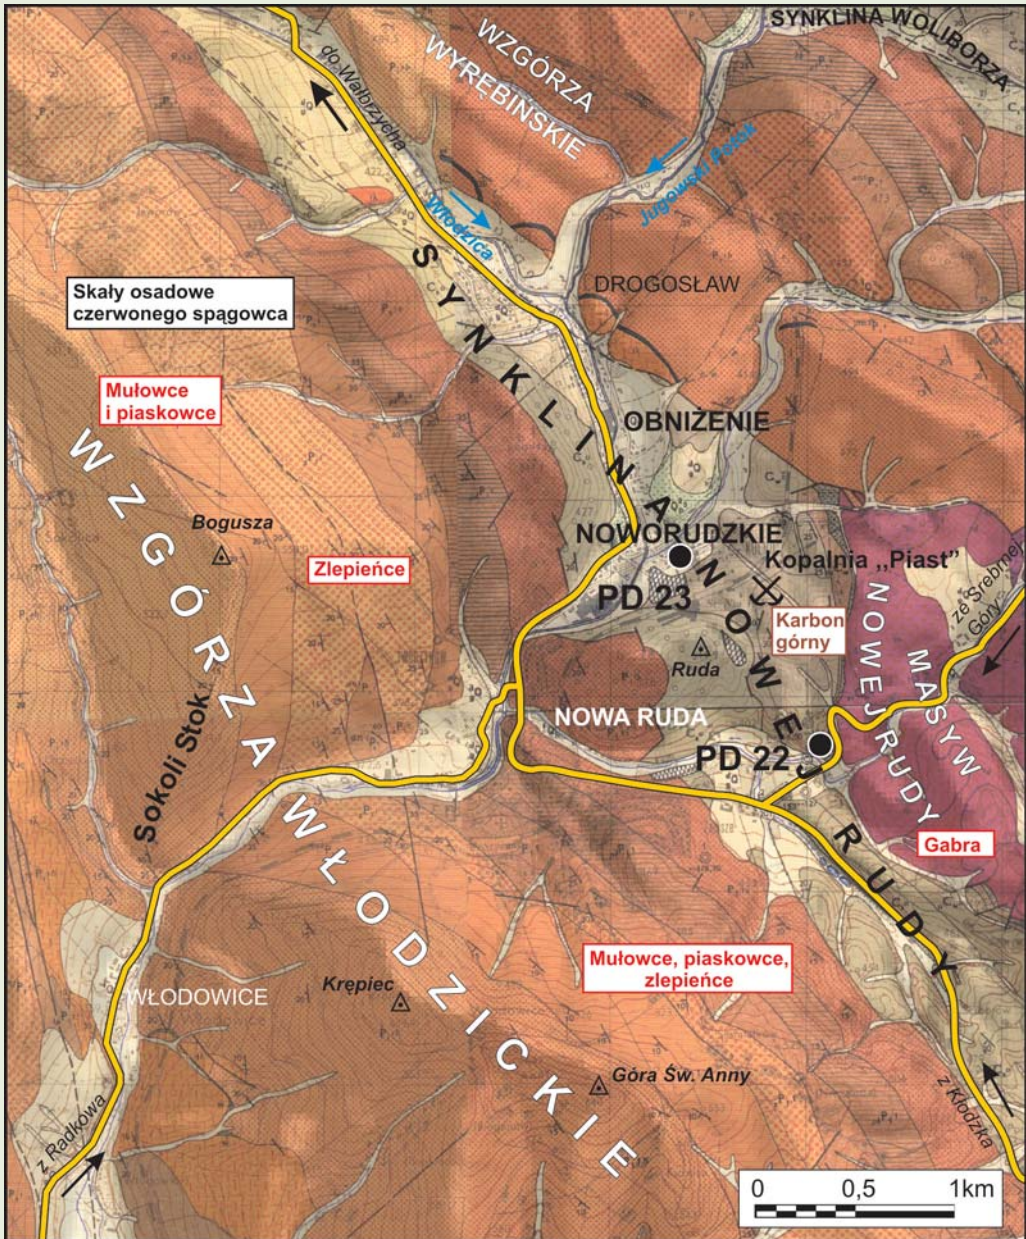 SYNKLINA WOLIBORZA
WZGÓRZA
WYRĘBIŃSKIE
do Wałbrzycha
Jugowski Potok
Włodzica
DROGOSŁAW
Skały osadowe
czerwonego spągowca
Mułowce
i piaskowce
SYNKLINA NOWEJ RUDY
OBNIŻENIE
NOWORUDZKIE
WZGÓRZA WŁODZICKIE
Bogusza
Zlepieńce
Kopalnia ,,Piast”
PD 23
Karbon
górny
ze Srebrnej
Góry
MASYW
NOWEJ RUDY
Ruda
NOWA RUDA
PD 22
Sokoli Stok
Gabra
Mułowce, piaskowce,
zlepieńce
WŁODOWICE
Krępiec
Góra Św. Anny
z Radkowa
z Kłodzka
0 0,5 1km